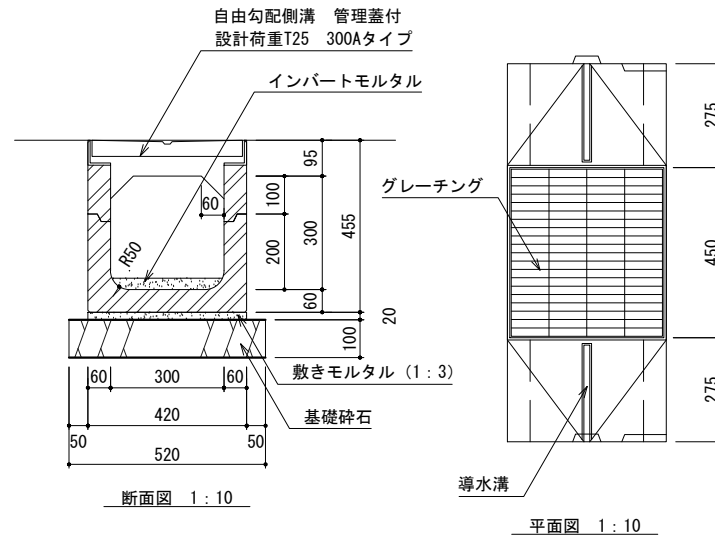 自由勾配側溝　管理蓋付
設計荷重T25　300Aタイプ
インバートモルタル
95
100
60
300
455
200
R50
60
20
100
敷きモルタル（1：3）
60
300
60
基礎砕石
420
50
50
520
断面図　1：10
グレーチング
275
450
275
導水溝
平面図　1：10